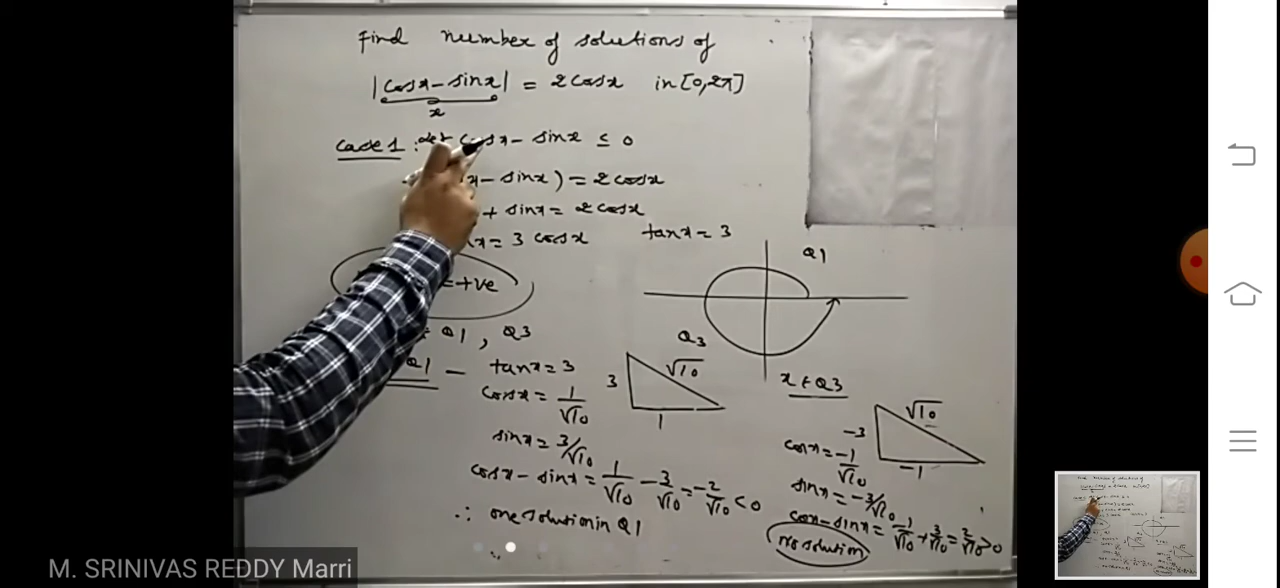 Find number of solutions of
|cosx - sinx| = 2cosx in [0, 2π]
x
Case 1 : cosx - sinx ≤ 0
x - sinx) = 2cosx
+ sinx = 2cosx
x = 3 cosx
tanx = 3
Q1
= +ve
Q1, Q3
Q3
Q1 - tanx = 3
cosx = 1/√10
3
√10
1
sinx = 3/√10
cosx - sinx = 1/√10 - 3/√10 = -2/√10 < 0
∴ one solution in Q1
x ∈ Q3
√10
-3
-1
cosx = -1/√10
sinx = -3/√10
cosx - sinx = -1/√10 + 3/√10 = 2/√10 > 0
No solution
M. SRINIVAS REDDY Marri